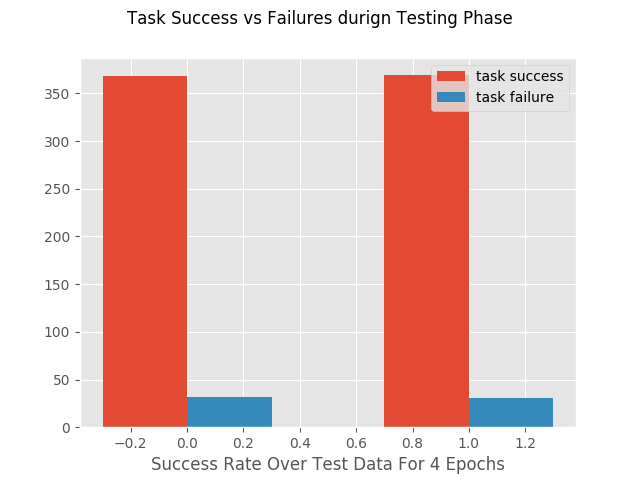 Task Success vs Failures durign Testing Phase
task success
task failure
350
300
250
200
150
100
50
0
−0.2 0.0 0.2 0.4 0.6 0.8 1.0 1.2
Success Rate Over Test Data For 4 Epochs